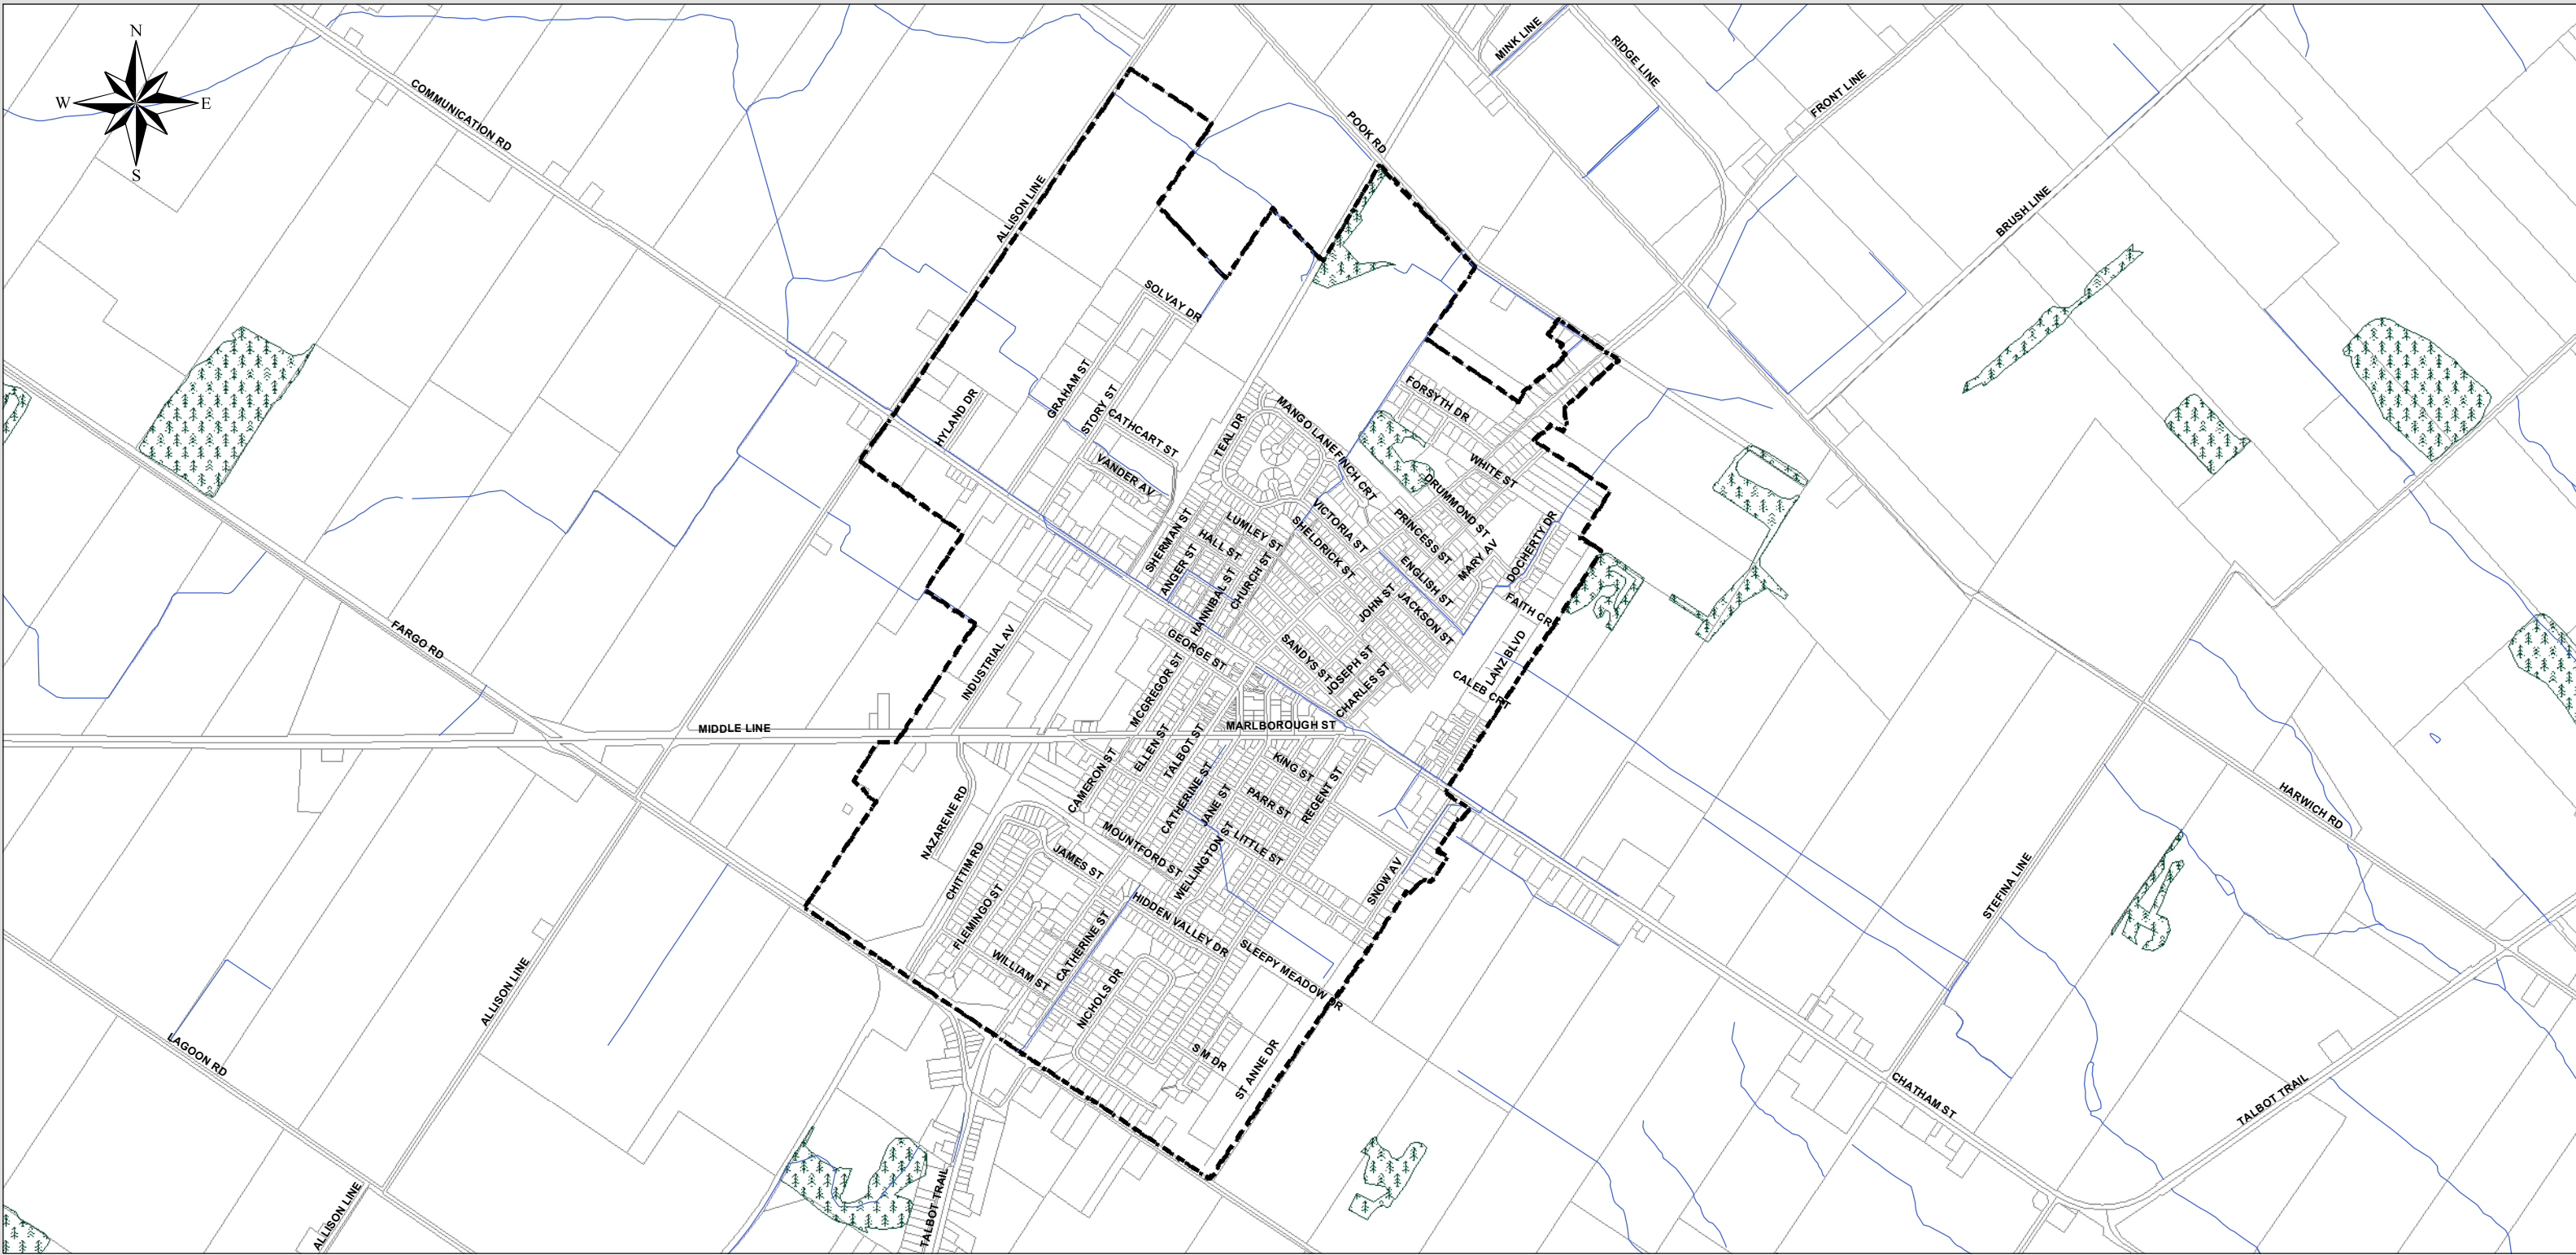 N
W
E
S
COMMUNICATION RD
MINK LINE
RIDGE LINE
FRONT LINE
POOK RD
ALLISON LINE
BRUSH LINE
SOLVAY DR
GRAHAM ST
STORY ST
HYLAND DR
CATHCART ST
VANDER AV
TEAL DR
MANGO LANE
FINCH CRT
FORSYTH DR
WHITE ST
DRUMMOND ST
PRINCESS ST
VICTORIA ST
SHELDRICK ST
LUMLEY ST
HALL ST
SHERMAN ST
ANGER ST
HANNIBAL ST
CHURCH ST
ENGLISH ST
MARY AV
DOCHERTY DR
FAITH CRT
JACKSON ST
JOHN ST
LANZ BLVD
CALEB CRT
SANDYS ST
JOSEPH ST
CHARLES ST
GEORGE ST
MCGREGOR ST
INDUSTRIAL AV
FARGO RD
MIDDLE LINE
MARLBOROUGH ST
ELLEN ST
TALBOT ST
CAMERON ST
CATHERINE ST
JANE ST
KING ST
PARR ST
REGENT ST
LITTLE ST
WELLINGTON ST
MOUNTFORD ST
NAZARENE RD
CHITTIM RD
JAMES ST
FLEMINGO ST
WILLIAM ST
CATHERINE ST
HIDDEN VALLEY DR
NICHOLS DR
SLEEPY MEADOW DR
SNOW AV
S M DR
ST ANNE DR
HARWICH RD
STEFINA LINE
CHATHAM ST
TALBOT TRAIL
ALLISON LINE
LAGOON RD
ALLISON LINE
TALBOT TRAIL